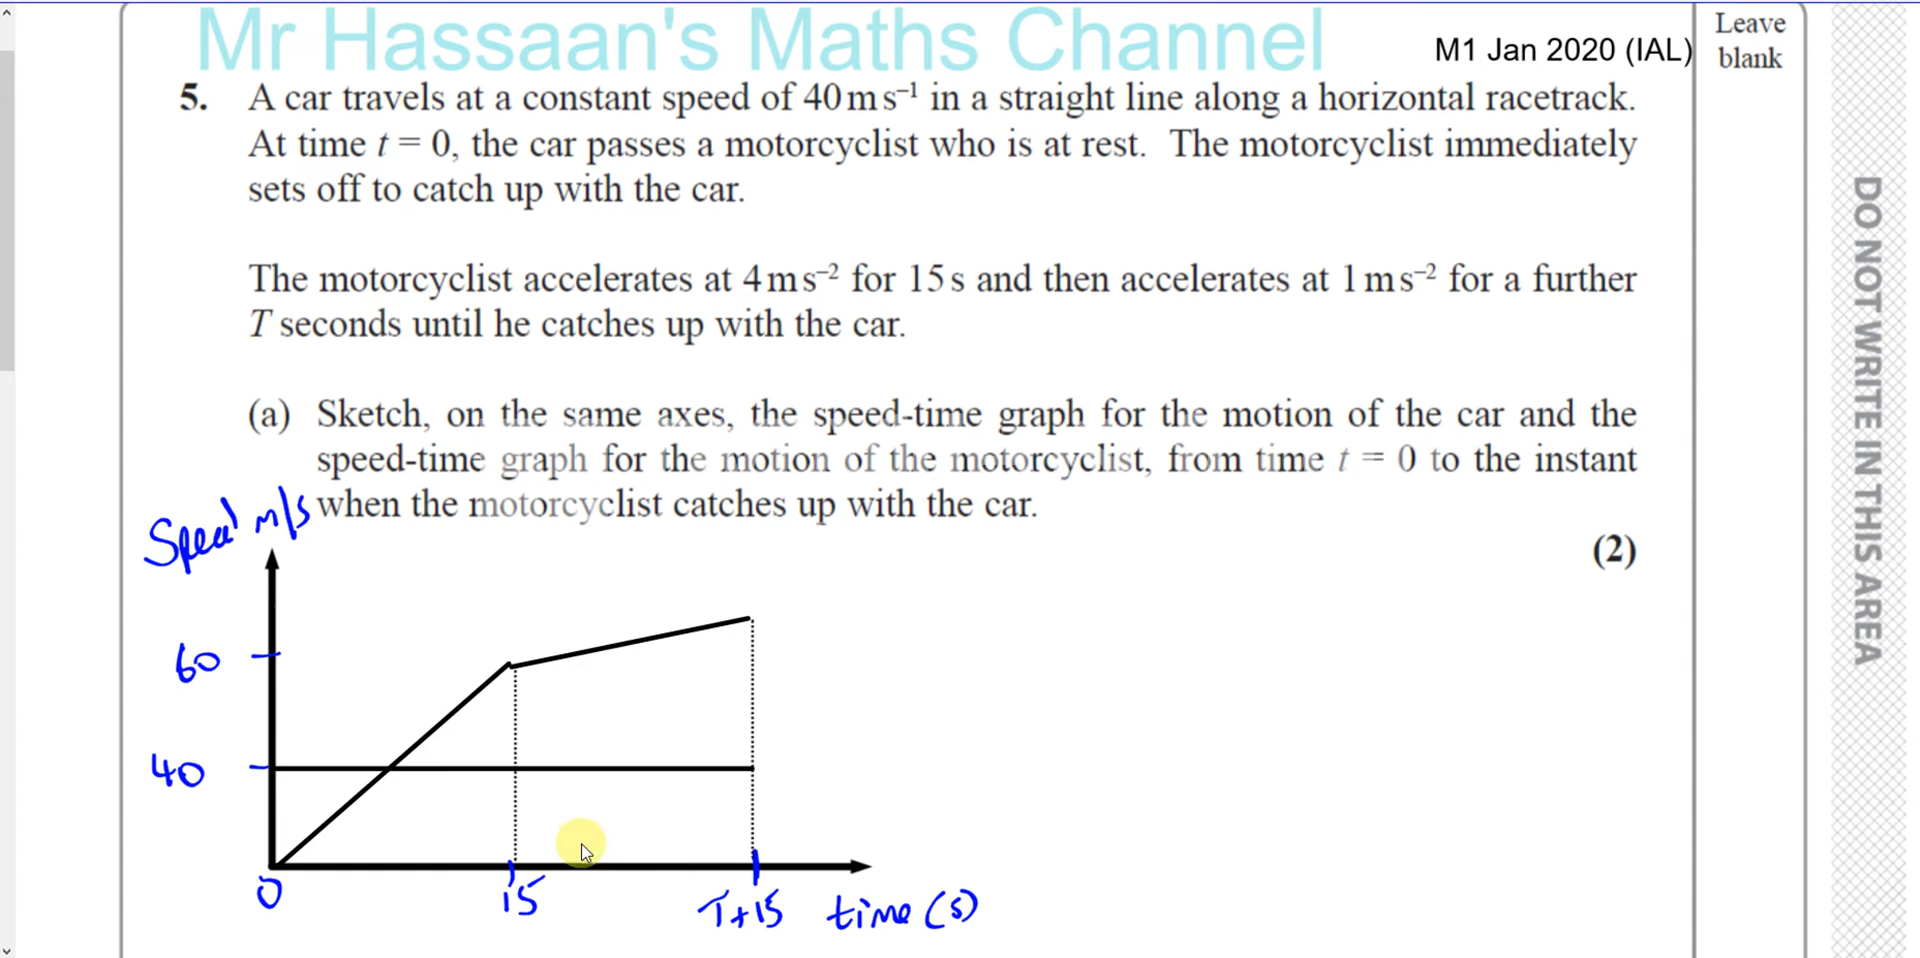 Mr Hassaan's Maths Channel
M1 Jan 2020 (IAL)
Leave
blank
5. A car travels at a constant speed of 40 m s⁻¹ in a straight line along a horizontal racetrack.
At time t = 0, the car passes a motorcyclist who is at rest. The motorcyclist immediately
sets off to catch up with the car.
The motorcyclist accelerates at 4 m s⁻² for 15 s and then accelerates at 1 m s⁻² for a further
T seconds until he catches up with the car.
(a) Sketch, on the same axes, the speed-time graph for the motion of the car and the
speed-time graph for the motion of the motorcyclist, from time t = 0 to the instant
when the motorcyclist catches up with the car.
(2)
Speed m/s
60
40
0
15
T+15
time (s)
DO NOT WRITE IN THIS AREA